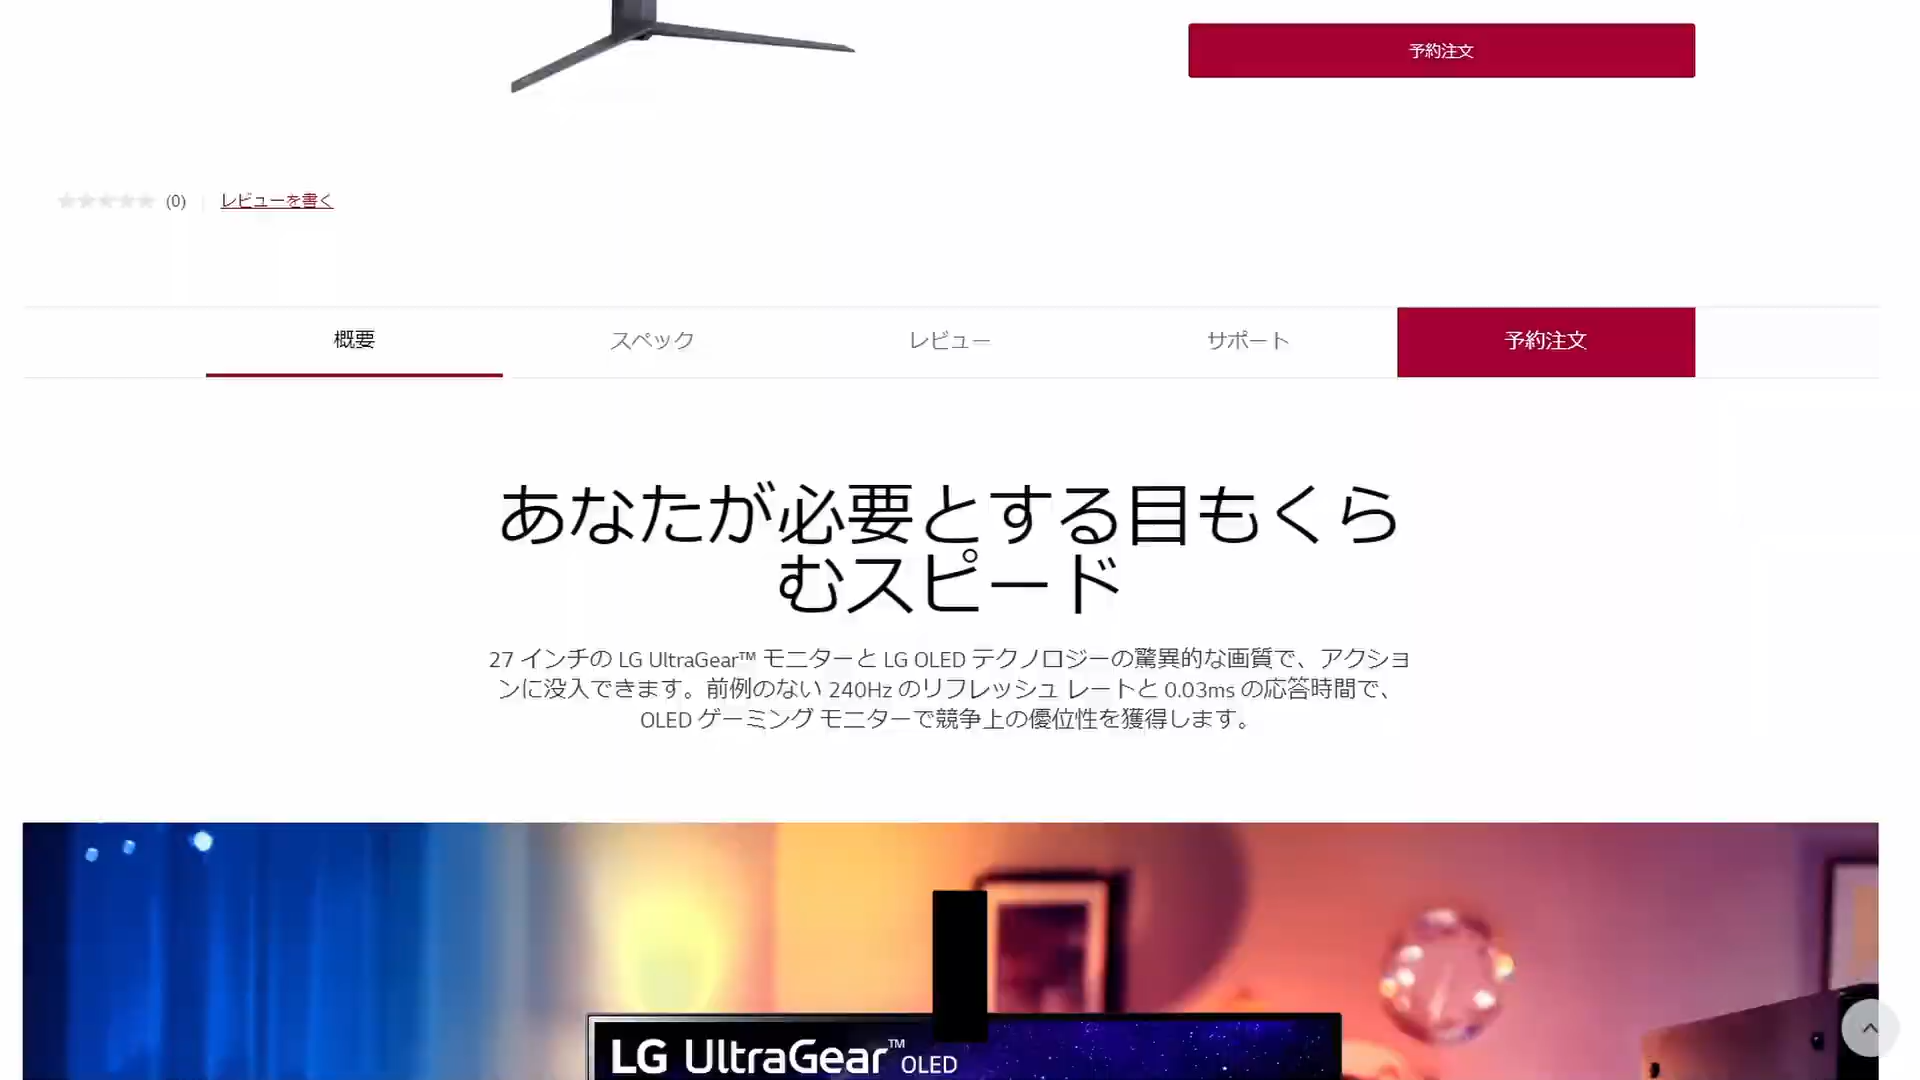 予約注文
(0)
レビューを書く
概要
スペック
レビュー
サポート
予約注文
あなたが必要とする目もくら
むスピード
27 インチの LG UltraGear™ モニターと LG OLED テクノロジーの驚異的な画質で、アクショ
ンに没入できます。前例のない 240Hz のリフレッシュ レートと 0.03ms の応答時間で、
OLED ゲーミング モニターで競争上の優位性を獲得します。
LG UltraGear™ OLED